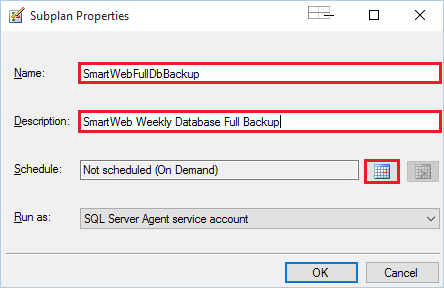 Subplan Properties
Name: SmartWebFullDbBackup
Description: SmartWeb Weekly Database Full Backup
Schedule: Not scheduled (On Demand)
Run as: SQL Server Agent service account
OK Cancel